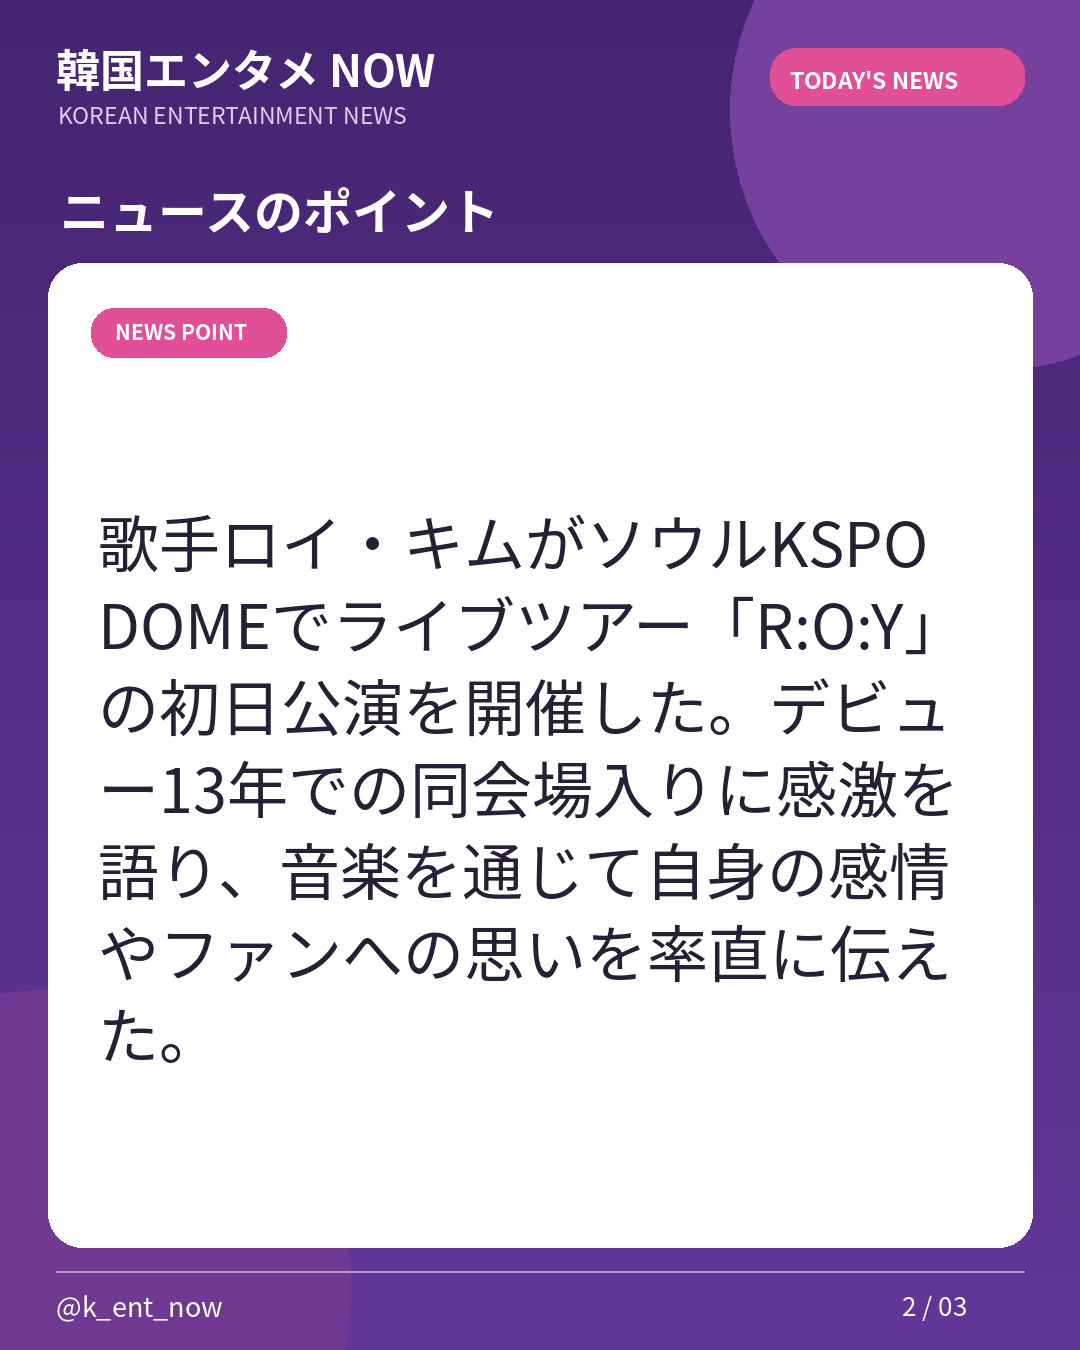 韓国エンタメ NOW
KOREAN ENTERTAINMENT NEWS
TODAY'S NEWS
ニュースのポイント
NEWS POINT
歌手ロイ・キムがソウルKSPO
DOMEでライブツアー「R:O:Y」
の初日公演を開催した。デビュ
ー13年での同会場入りに感激を
語り、音楽を通じて自身の感情
やファンへの思いを率直に伝え
た。
@k_ent_now
2 / 03